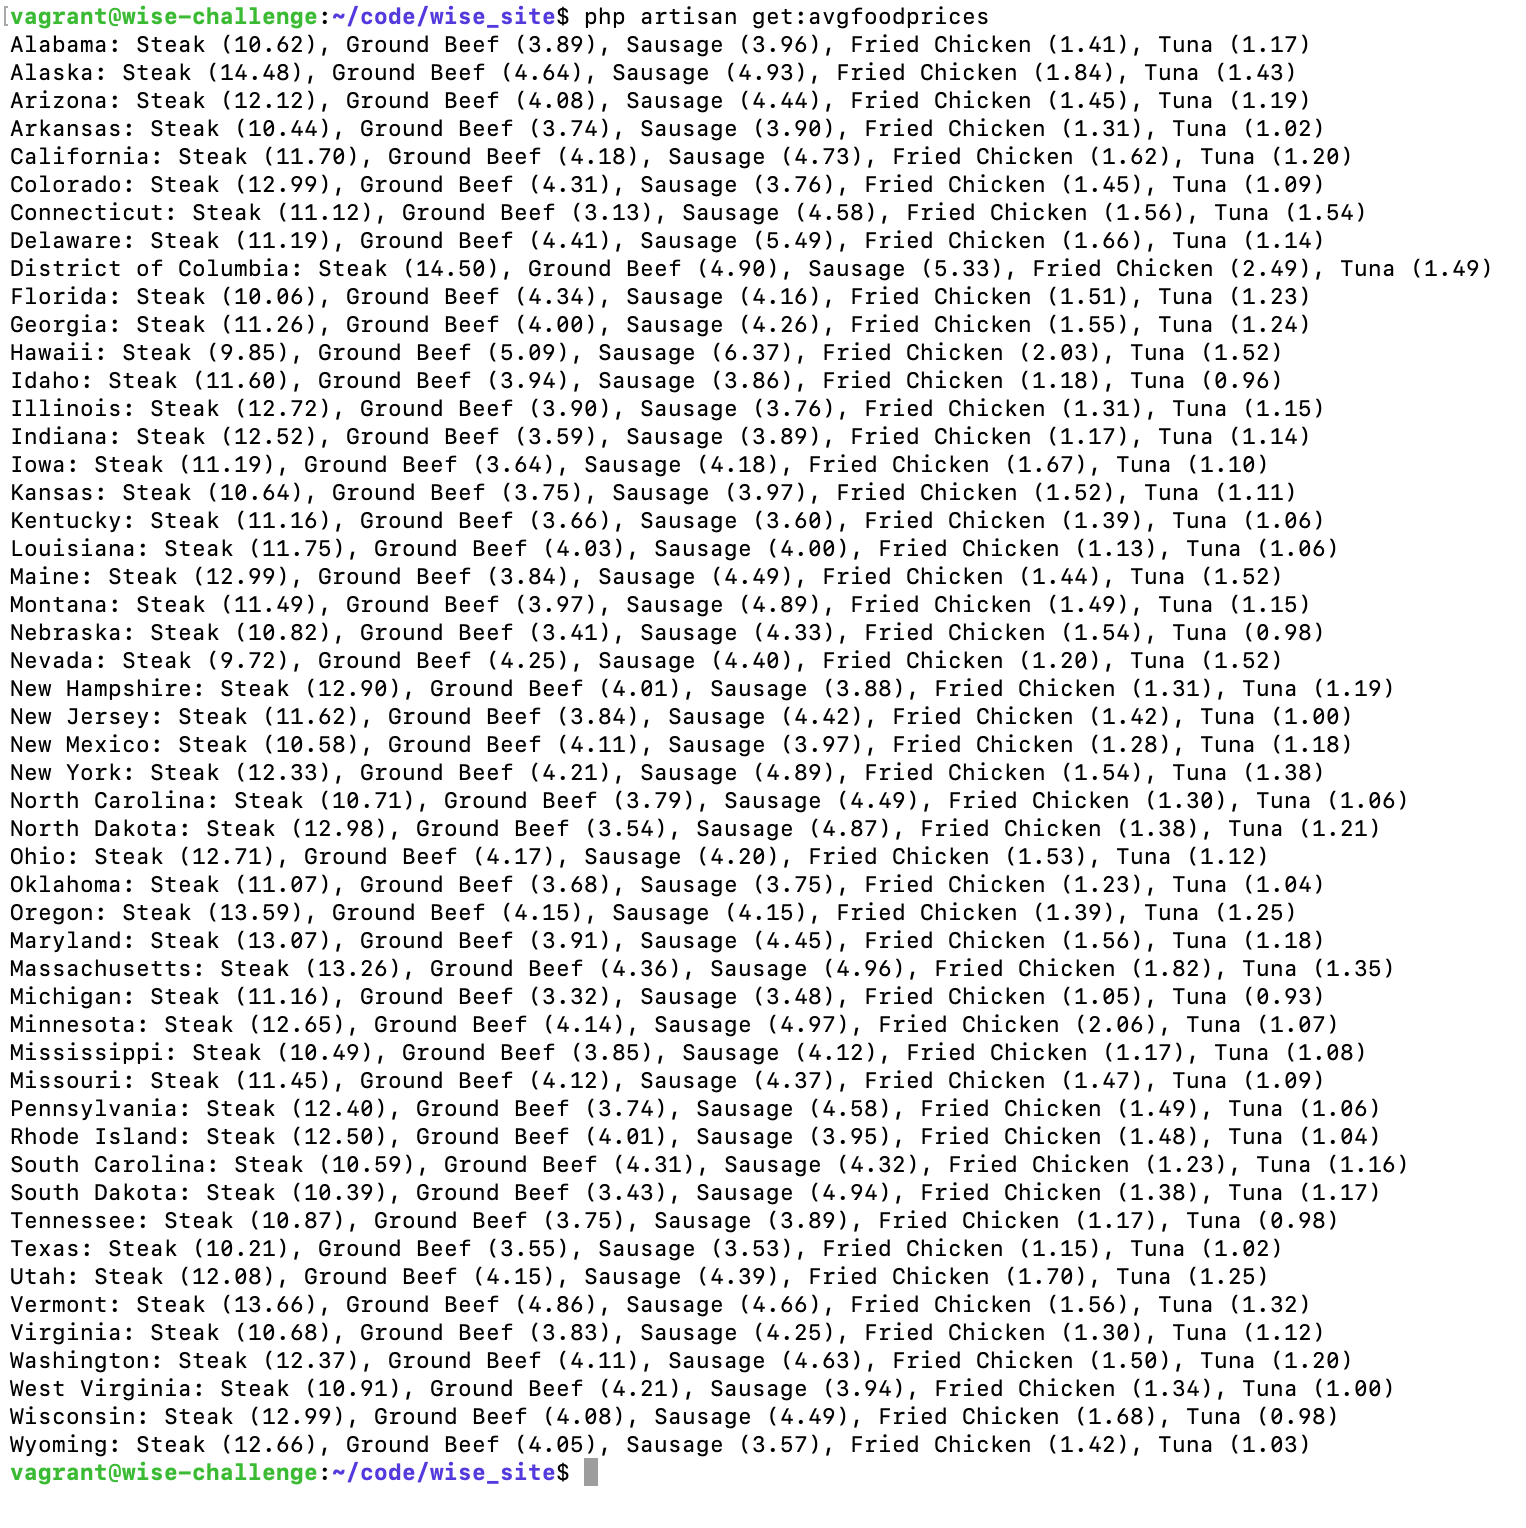 vagrant@wise-challenge:~/code/wise_site$ php artisan get:avgfoodprices
Alabama: Steak (10.62), Ground Beef (3.89), Sausage (3.96), Fried Chicken (1.41), Tuna (1.17)
Alaska: Steak (14.48), Ground Beef (4.64), Sausage (4.93), Fried Chicken (1.84), Tuna (1.43)
Arizona: Steak (12.12), Ground Beef (4.08), Sausage (4.44), Fried Chicken (1.45), Tuna (1.19)
Arkansas: Steak (10.44), Ground Beef (3.74), Sausage (3.90), Fried Chicken (1.31), Tuna (1.02)
California: Steak (11.70), Ground Beef (4.18), Sausage (4.73), Fried Chicken (1.62), Tuna (1.20)
Colorado: Steak (12.99), Ground Beef (4.31), Sausage (3.76), Fried Chicken (1.45), Tuna (1.09)
Connecticut: Steak (11.12), Ground Beef (3.13), Sausage (4.58), Fried Chicken (1.56), Tuna (1.54)
Delaware: Steak (11.19), Ground Beef (4.41), Sausage (5.49), Fried Chicken (1.66), Tuna (1.14)
District of Columbia: Steak (14.50), Ground Beef (4.90), Sausage (5.33), Fried Chicken (2.49), Tuna (1.49)
Florida: Steak (10.06), Ground Beef (4.34), Sausage (4.16), Fried Chicken (1.51), Tuna (1.23)
Georgia: Steak (11.26), Ground Beef (4.00), Sausage (4.26), Fried Chicken (1.55), Tuna (1.24)
Hawaii: Steak (9.85), Ground Beef (5.09), Sausage (6.37), Fried Chicken (2.03), Tuna (1.52)
Idaho: Steak (11.60), Ground Beef (3.94), Sausage (3.86), Fried Chicken (1.18), Tuna (0.96)
Illinois: Steak (12.72), Ground Beef (3.90), Sausage (3.76), Fried Chicken (1.31), Tuna (1.15)
Indiana: Steak (12.52), Ground Beef (3.59), Sausage (3.89), Fried Chicken (1.17), Tuna (1.14)
Iowa: Steak (11.19), Ground Beef (3.64), Sausage (4.18), Fried Chicken (1.67), Tuna (1.10)
Kansas: Steak (10.64), Ground Beef (3.75), Sausage (3.97), Fried Chicken (1.52), Tuna (1.11)
Kentucky: Steak (11.16), Ground Beef (3.66), Sausage (3.60), Fried Chicken (1.39), Tuna (1.06)
Louisiana: Steak (11.75), Ground Beef (4.03), Sausage (4.00), Fried Chicken (1.13), Tuna (1.06)
Maine: Steak (12.99), Ground Beef (3.84), Sausage (4.49), Fried Chicken (1.44), Tuna (1.52)
Montana: Steak (11.49), Ground Beef (3.97), Sausage (4.89), Fried Chicken (1.49), Tuna (1.15)
Nebraska: Steak (10.82), Ground Beef (3.41), Sausage (4.33), Fried Chicken (1.54), Tuna (0.98)
Nevada: Steak (9.72), Ground Beef (4.25), Sausage (4.40), Fried Chicken (1.20), Tuna (1.52)
New Hampshire: Steak (12.90), Ground Beef (4.01), Sausage (3.88), Fried Chicken (1.31), Tuna (1.19)
New Jersey: Steak (11.62), Ground Beef (3.84), Sausage (4.42), Fried Chicken (1.42), Tuna (1.00)
New Mexico: Steak (10.58), Ground Beef (4.11), Sausage (3.97), Fried Chicken (1.28), Tuna (1.18)
New York: Steak (12.33), Ground Beef (4.21), Sausage (4.89), Fried Chicken (1.54), Tuna (1.38)
North Carolina: Steak (10.71), Ground Beef (3.79), Sausage (4.49), Fried Chicken (1.30), Tuna (1.06)
North Dakota: Steak (12.98), Ground Beef (3.54), Sausage (4.87), Fried Chicken (1.38), Tuna (1.21)
Ohio: Steak (12.71), Ground Beef (4.17), Sausage (4.20), Fried Chicken (1.53), Tuna (1.12)
Oklahoma: Steak (11.07), Ground Beef (3.68), Sausage (3.75), Fried Chicken (1.23), Tuna (1.04)
Oregon: Steak (13.59), Ground Beef (4.15), Sausage (4.15), Fried Chicken (1.39), Tuna (1.25)
Maryland: Steak (13.07), Ground Beef (3.91), Sausage (4.45), Fried Chicken (1.56), Tuna (1.18)
Massachusetts: Steak (13.26), Ground Beef (4.36), Sausage (4.96), Fried Chicken (1.82), Tuna (1.35)
Michigan: Steak (11.16), Ground Beef (3.32), Sausage (3.48), Fried Chicken (1.05), Tuna (0.93)
Minnesota: Steak (12.65), Ground Beef (4.14), Sausage (4.97), Fried Chicken (2.06), Tuna (1.07)
Mississippi: Steak (10.49), Ground Beef (3.85), Sausage (4.12), Fried Chicken (1.17), Tuna (1.08)
Missouri: Steak (11.45), Ground Beef (4.12), Sausage (4.37), Fried Chicken (1.47), Tuna (1.09)
Pennsylvania: Steak (12.40), Ground Beef (3.74), Sausage (4.58), Fried Chicken (1.49), Tuna (1.06)
Rhode Island: Steak (12.50), Ground Beef (4.01), Sausage (3.95), Fried Chicken (1.48), Tuna (1.04)
South Carolina: Steak (10.59), Ground Beef (4.31), Sausage (4.32), Fried Chicken (1.23), Tuna (1.16)
South Dakota: Steak (10.39), Ground Beef (3.43), Sausage (4.94), Fried Chicken (1.38), Tuna (1.17)
Tennessee: Steak (10.87), Ground Beef (3.75), Sausage (3.89), Fried Chicken (1.17), Tuna (0.98)
Texas: Steak (10.21), Ground Beef (3.55), Sausage (3.53), Fried Chicken (1.15), Tuna (1.02)
Utah: Steak (12.08), Ground Beef (4.15), Sausage (4.39), Fried Chicken (1.70), Tuna (1.25)
Vermont: Steak (13.66), Ground Beef (4.86), Sausage (4.66), Fried Chicken (1.56), Tuna (1.32)
Virginia: Steak (10.68), Ground Beef (3.83), Sausage (4.25), Fried Chicken (1.30), Tuna (1.12)
Washington: Steak (12.37), Ground Beef (4.11), Sausage (4.63), Fried Chicken (1.50), Tuna (1.20)
West Virginia: Steak (10.91), Ground Beef (4.21), Sausage (3.94), Fried Chicken (1.34), Tuna (1.00)
Wisconsin: Steak (12.99), Ground Beef (4.08), Sausage (4.49), Fried Chicken (1.68), Tuna (0.98)
Wyoming: Steak (12.66), Ground Beef (4.05), Sausage (3.57), Fried Chicken (1.42), Tuna (1.03)
vagrant@wise-challenge:~/code/wise_site$